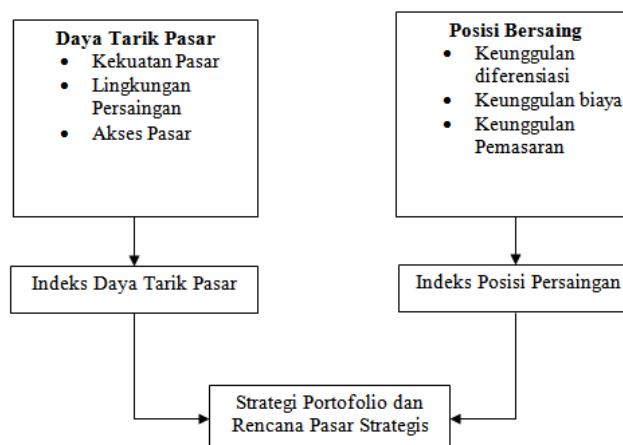 Daya Tarik Pasar
• Kekuatan Pasar
• Lingkungan
Persaingan
• Akses Pasar
Posisi Bersaing
• Keunggulan
diferensiasi
• Keunggulan biaya
• Keunggulan
Pemasaran
Indeks Daya Tarik Pasar
Indeks Posisi Persaingan
Strategi Portofolio dan
Rencana Pasar Strategis